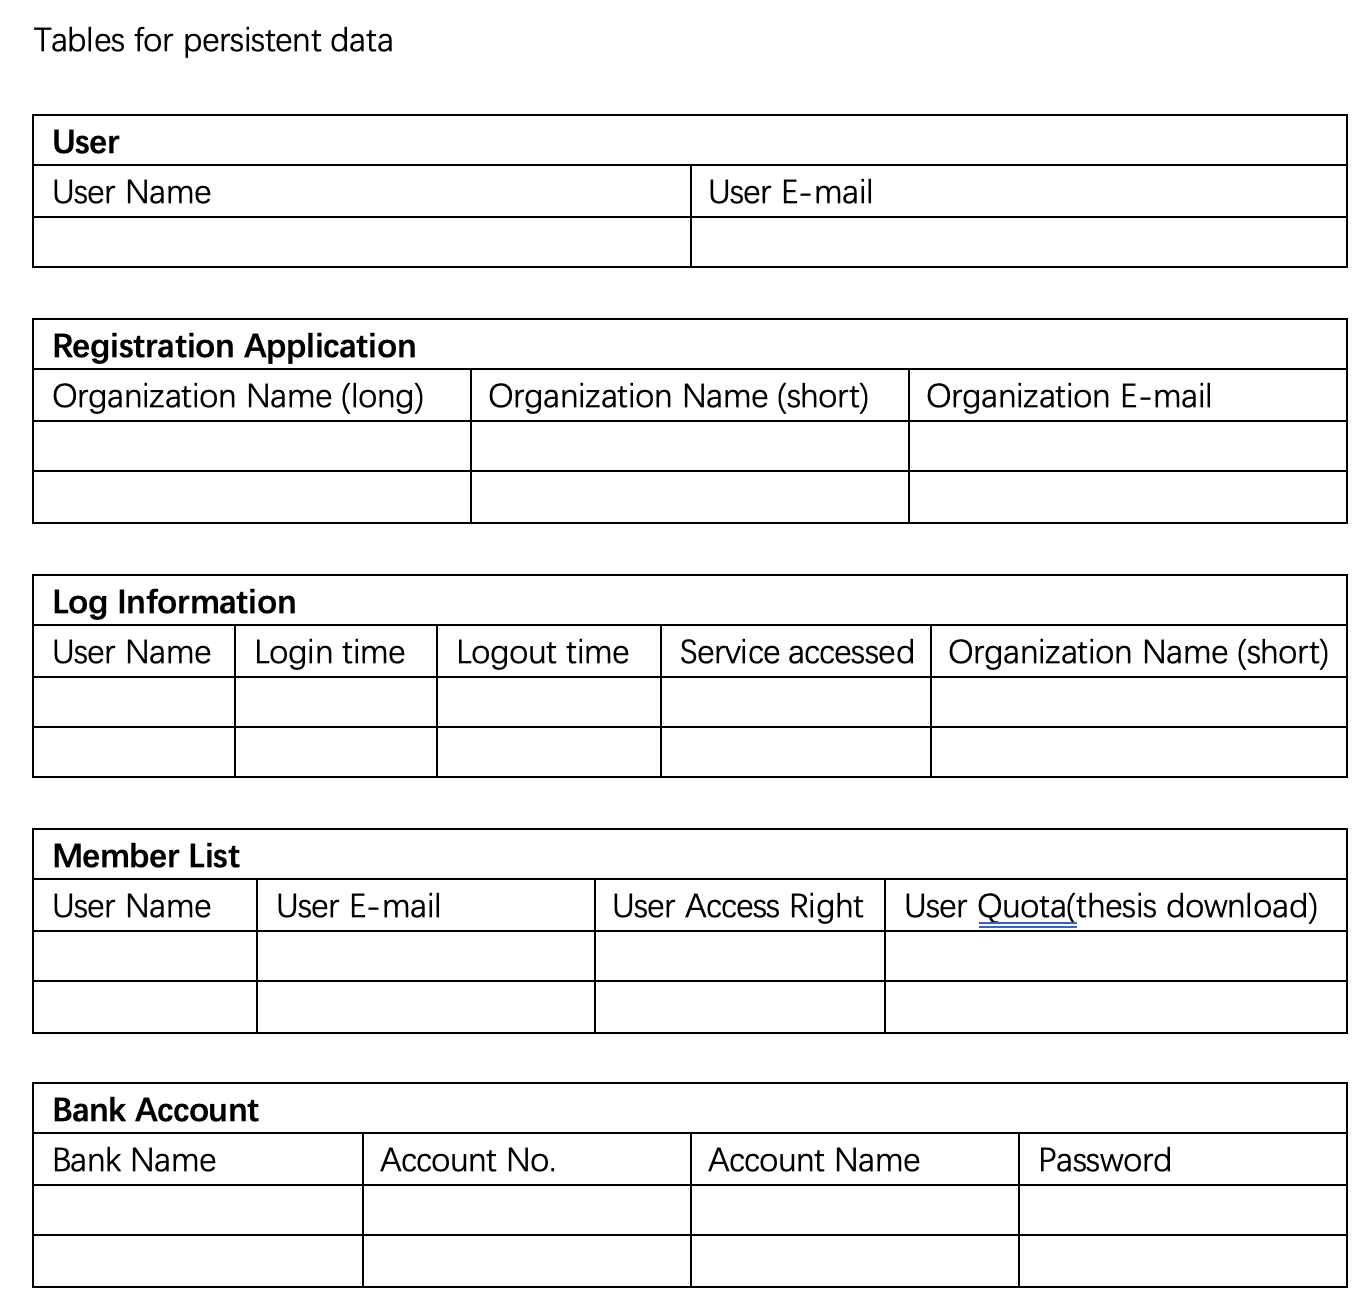 Tables for persistent data
User
User Name User E-mail
Registration Application
Organization Name (long) Organization Name (short) Organization E-mail
Log Information
User Name Login time Logout time Service accessed Organization Name (short)
Member List
User Name User E-mail User Access Right User Quota(thesis download)
Bank Account
Bank Name Account No. Account Name Password